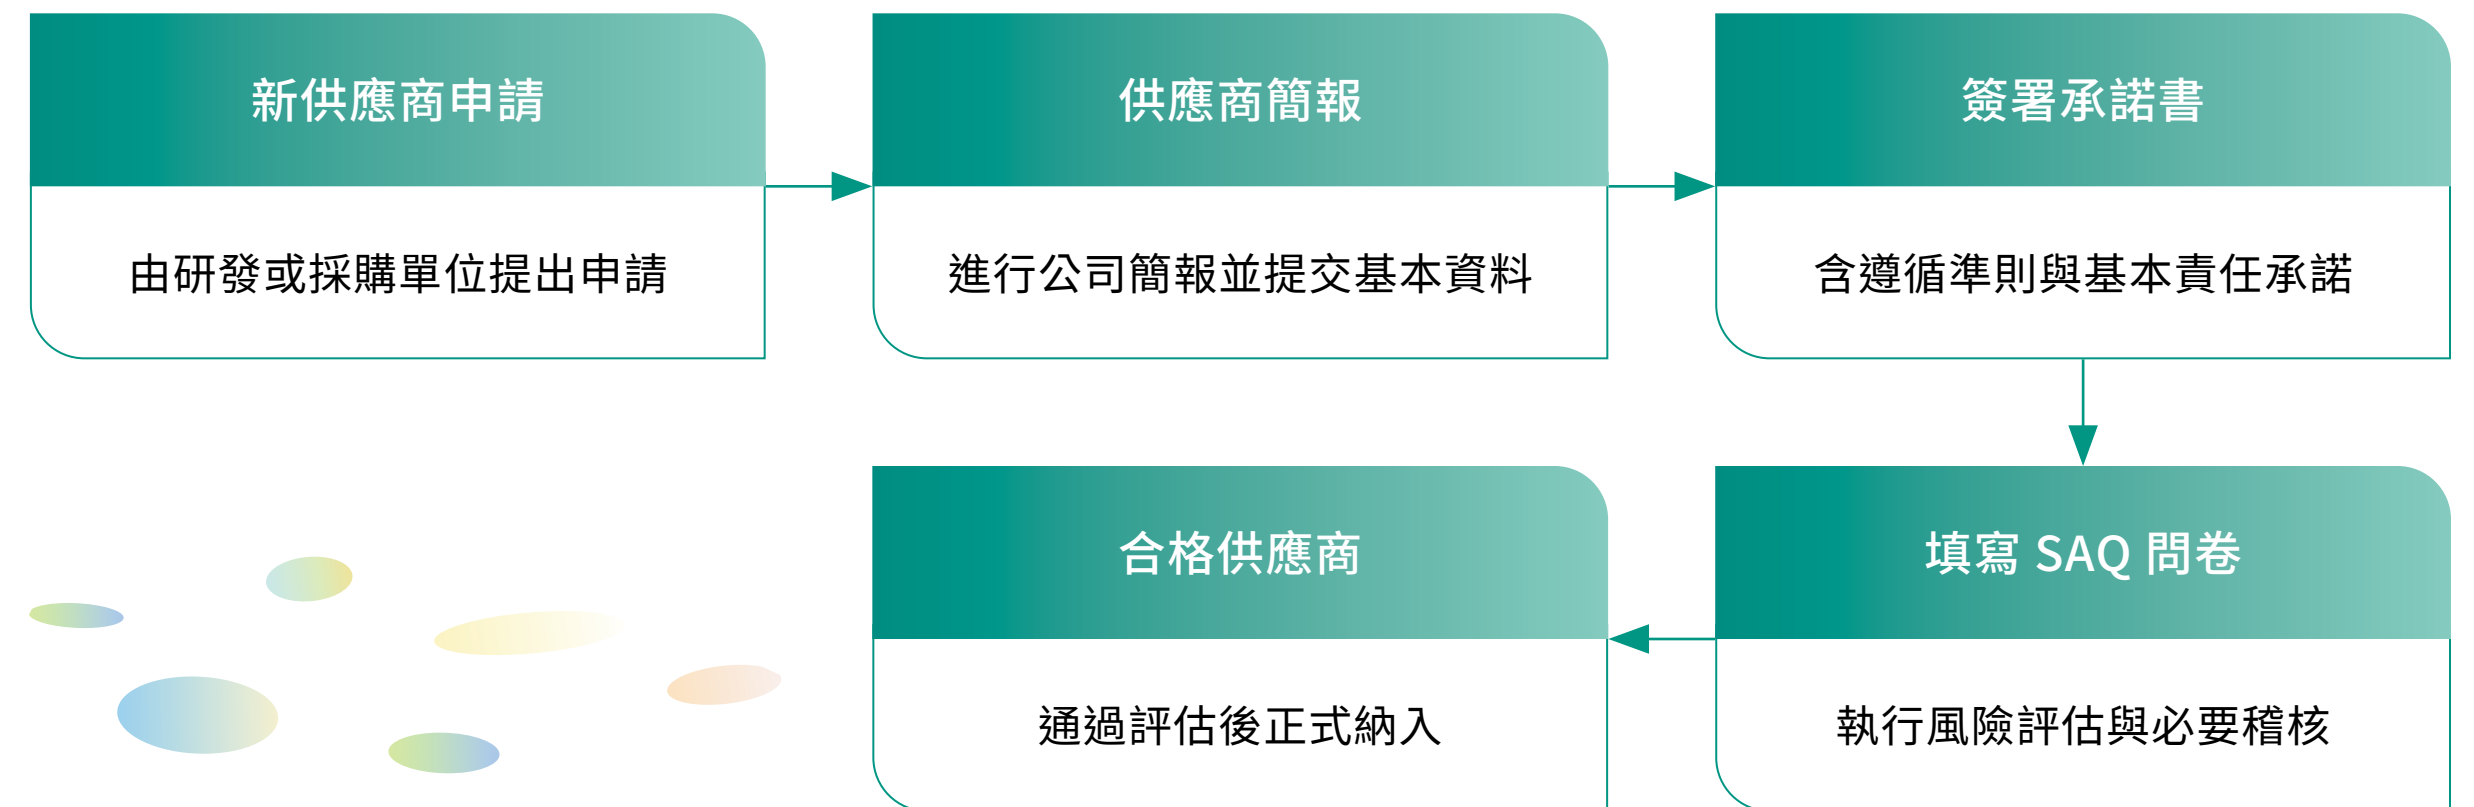 新供應商申請
由研發或採購單位提出申請
供應商簡報
進行公司簡報並提交基本資料
簽署承諾書
含遵循準則與基本責任承諾
填寫 SAQ 問卷
執行風險評估與必要稽核
合格供應商
通過評估後正式納入